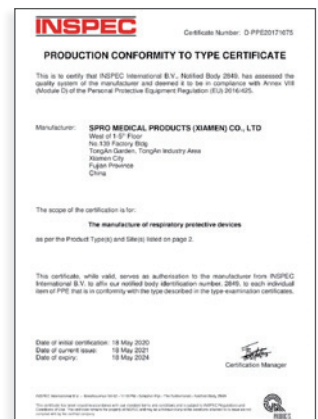 INSPEC
Certificate Number: D-PPE20171675
PRODUCTION CONFORMITY TO TYPE CERTIFICATE
This is to certify that INSPEC International B.V., Notified Body 2849, has assessed the
quality system of the manufacturer and deemed it to be in compliance with Annex VIII
(Module D) of the Personal Protective Equipment Regulation (EU) 2016/425.
Manufacturer:
SPRO MEDICAL PRODUCTS (XIAMEN) CO., LTD
West of 1-5th Floor
No.139 Factory Bldg
TongAn Garden, TongAn Industry Area
Xiamen City
Fujian Province
China
The scope of the certification is for:
The manufacture of respiratory protective devices
as per the Product Type(s) and Site(s) listed on page 2.
This certificate, while valid, serves as authorisation to the manufacturer from INSPEC
International B.V. to affix our notified body identification number, 2849, to each individual
item of PPE that is in conformity with the type described in the type-examination certificates.
Date of initial certification: 18 May 2020
Date of current issue: 18 May 2021
Date of expiry: 18 May 2024
Certification Manager